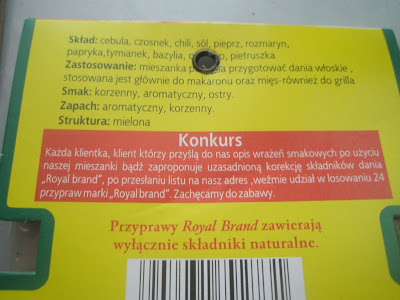 Skład: cebula, czosnek, chili, sól, pieprz, rozmaryn,
papryka,tymianek, bazylia, pietruszka
Zastosowanie: mieszanka przygotować dania włoskie ,
stosowana jest głównie do makaronu oraz mięs-również do grilla
Smak: korzenny, aromatyczny, ostry.
Zapach: aromatyczny, korzenny.
Struktura: mielona
Konkurs
Każda klientka, klient którzy przyślą do nas opis wrażeń smakowych po użyciu
naszej mieszanki bądź zaproponuje uzasadnioną korekcję składników dania
„Royal brand", po przesłaniu listu na nasz adres ,weźmie udział w losowaniu 24
przypraw marki „Royal brand". Zachęcamy do zabawy.
Przyprawy Royal Brand zawierają
wyłącznie składniki naturalne.